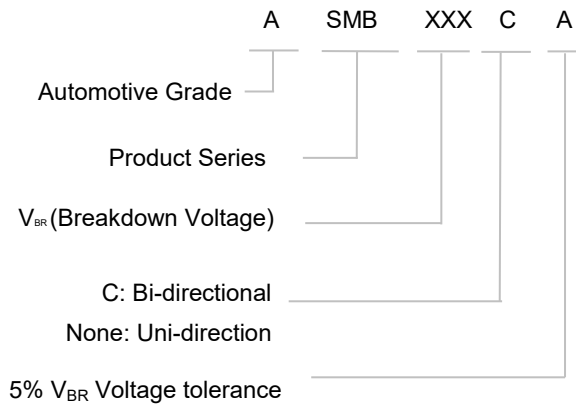 A SMB XXX C A
Automotive Grade
Product Series
VBR (Breakdown Voltage)
C: Bi-directional
None: Uni-direction
5% VBR Voltage tolerance